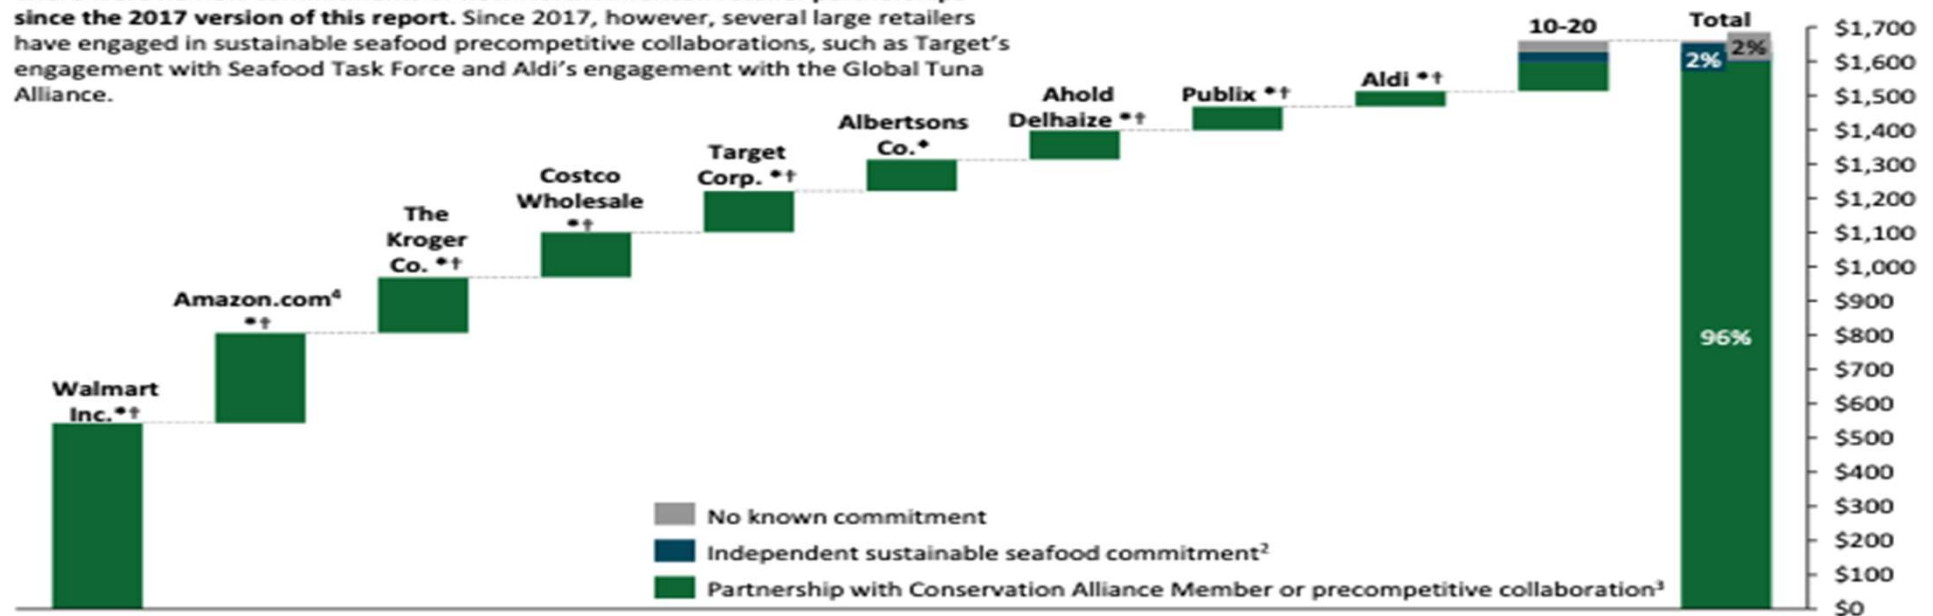 since the 2017 version of this report. Since 2017, however, several large retailers
have engaged in sustainable seafood precompetitive collaborations, such as Target's
engagement with Seafood Task Force and Aldi's engagement with the Global Tuna
Alliance.
Walmart
Inc.*†
Amazon.com⁴
*†
The
Kroger
Co. *†
Costco
Wholesale
*†
Target
Corp. *†
Albertsons
Co.*
Ahold
Delhaize *†
Publix *†
Aldi *†
10-20
Total
2%
2%
96%
$1,700
$1,600
$1,500
$1,400
$1,300
$1,200
$1,100
$1,000
$900
$800
$700
$600
$500
$400
$300
$200
$100
$0
No known commitment
Independent sustainable seafood commitment²
Partnership with Conservation Alliance Member or precompetitive collaboration³